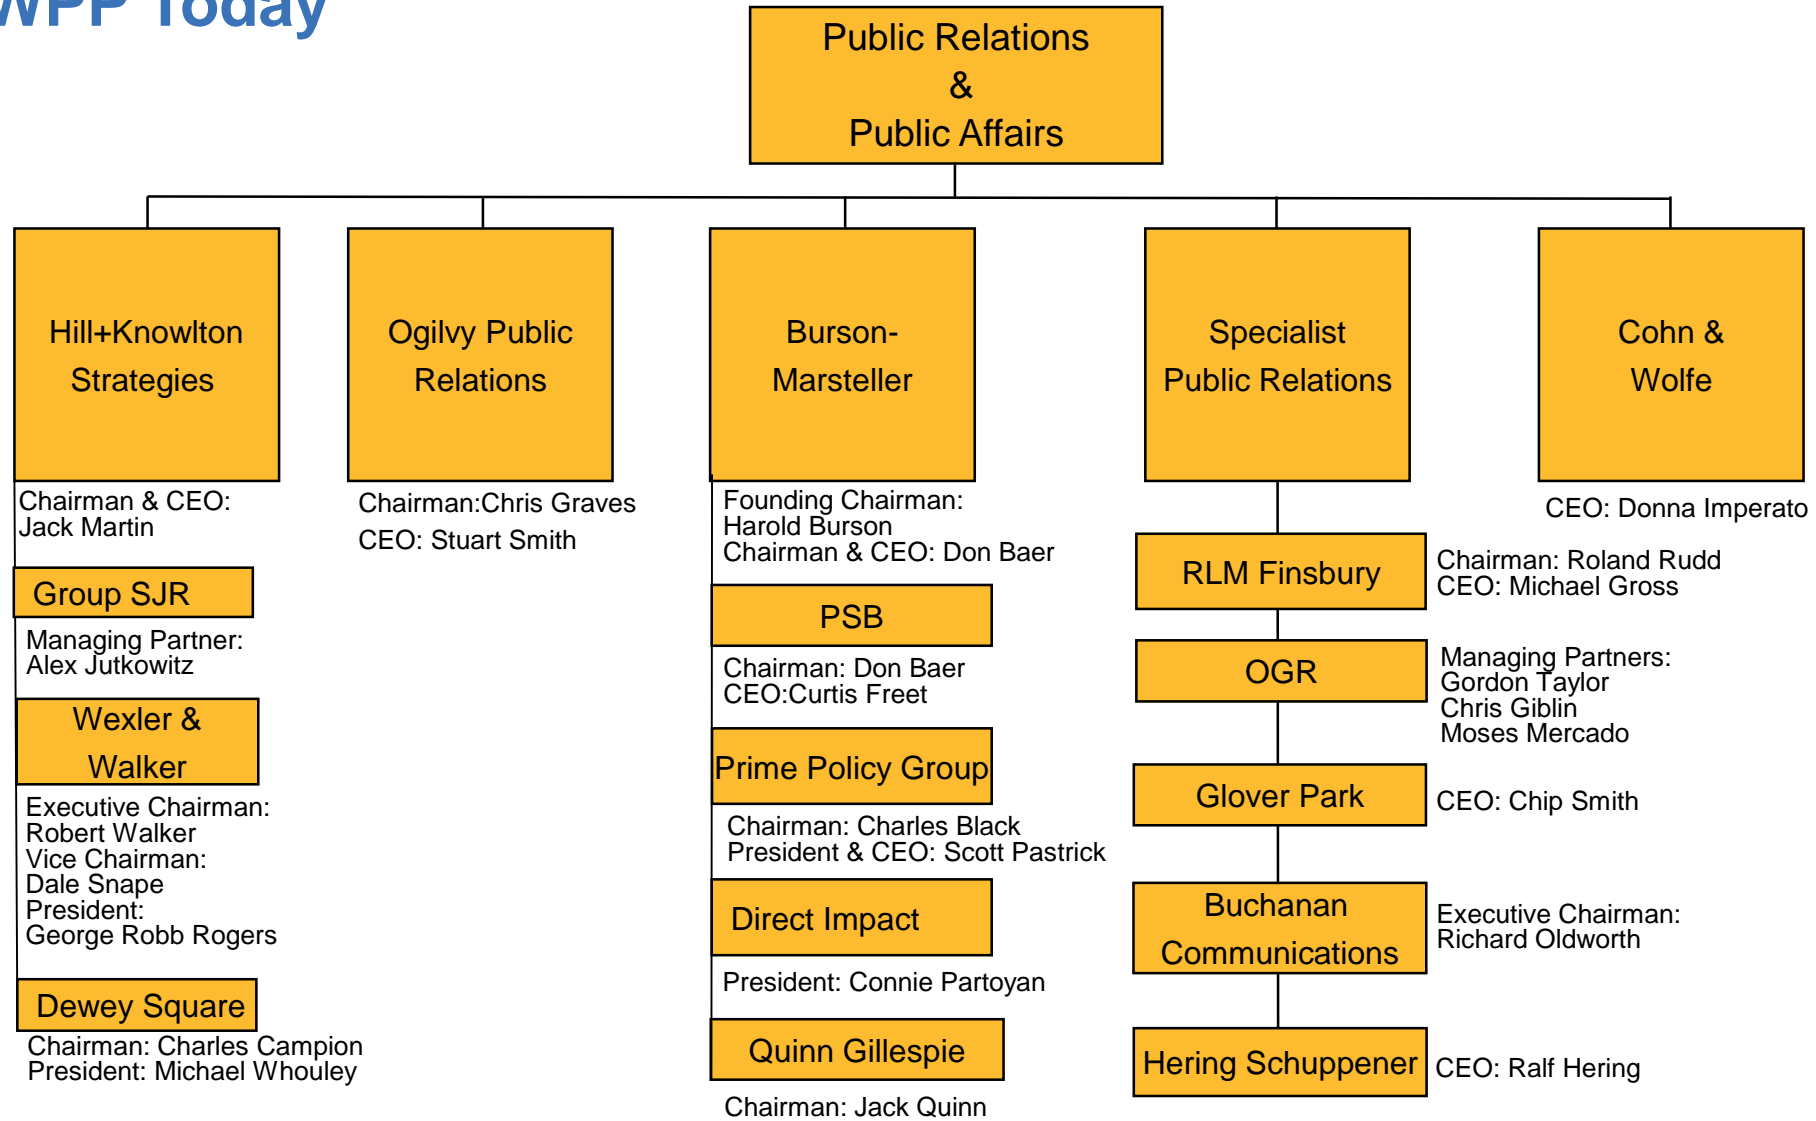 WPP Today
Public Relations
&
Public Affairs
Hill+Knowlton
Strategies
Chairman & CEO:
Jack Martin
Group SJR
Managing Partner:
Alex Jutkowitz
Wexler &
Walker
Executive Chairman:
Robert Walker
Vice Chairman:
Dale Snape
President:
George Robb Rogers
Dewey Square
Chairman: Charles Campion
President: Michael Whouley
Ogilvy Public
Relations
Chairman:Chris Graves
CEO: Stuart Smith
Burson-
Marsteller
Founding Chairman:
Harold Burson
Chairman & CEO: Don Baer
PSB
Chairman: Don Baer
CEO:Curtis Freet
Prime Policy Group
Chairman: Charles Black
President & CEO: Scott Pastrick
Direct Impact
President: Connie Partoyan
Quinn Gillespie
Chairman: Jack Quinn
Specialist
Public Relations
RLM Finsbury
Chairman: Roland Rudd
CEO: Michael Gross
OGR
Managing Partners:
Gordon Taylor
Chris Giblin
Moses Mercado
Glover Park
CEO: Chip Smith
Buchanan
Communications
Executive Chairman:
Richard Oldworth
Hering Schuppener
CEO: Ralf Hering
Cohn &
Wolfe
CEO: Donna Imperato